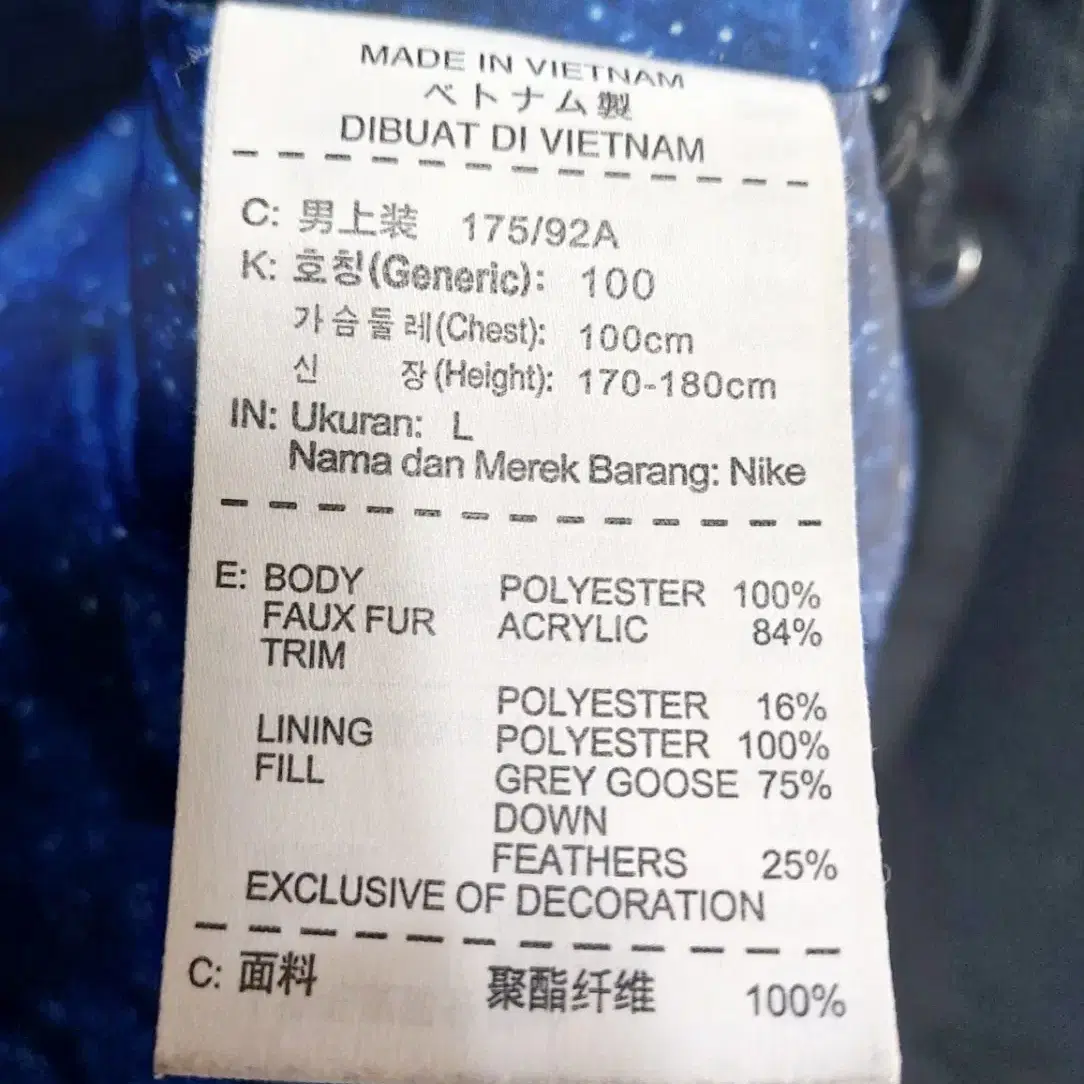 MADE IN VIETNAM
ベトナム製
DIBUAT DI VIETNAM
C: 男上装 175/92A
K: 호칭(Generic): 100
가슴둘레(Chest): 100cm
신 장(Height): 170-180cm
IN: Ukuran: L
Nama dan Merek Barang: Nike
E: BODY POLYESTER 100%
FAUX FUR ACRYLIC 84%
TRIM
POLYESTER 16%
LINING POLYESTER 100%
FILL GREY GOOSE 75%
DOWN
FEATHERS 25%
EXCLUSIVE OF DECORATION
C: 面料 聚酯纤维 100%